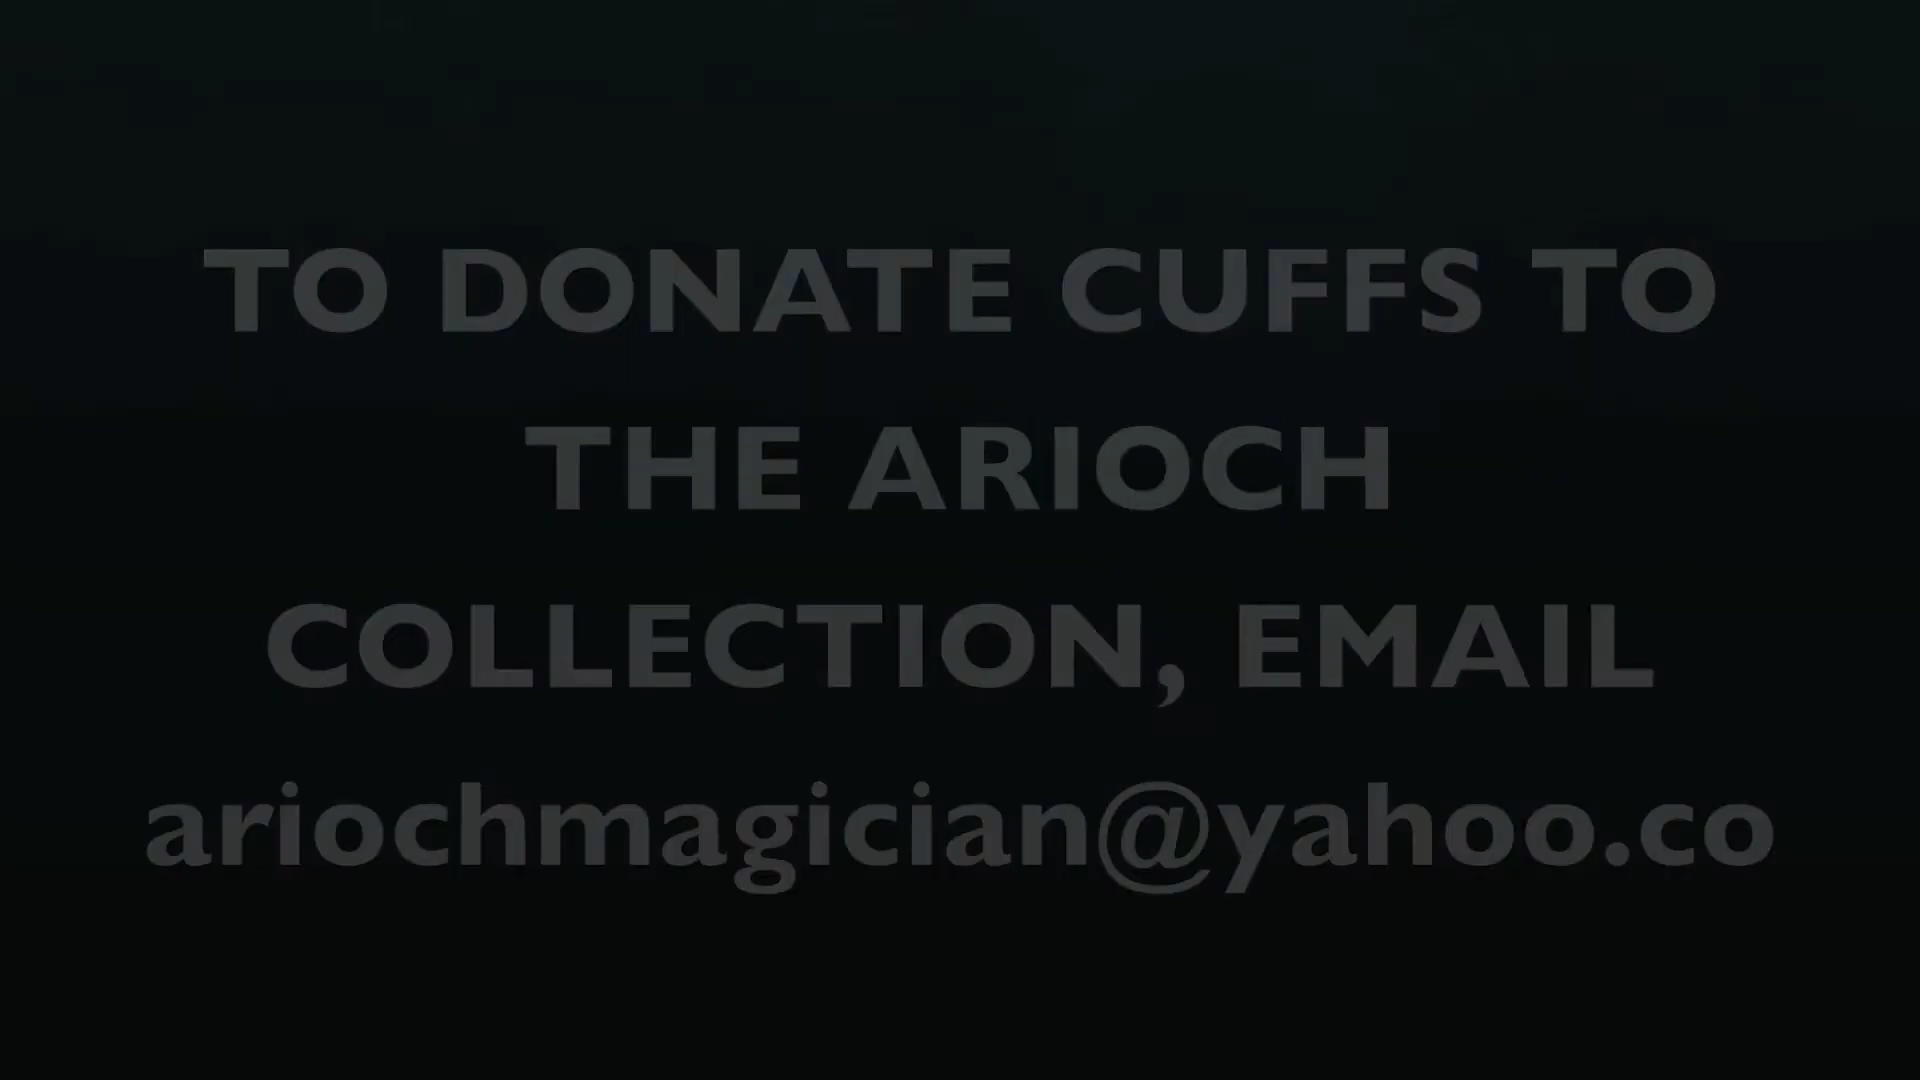 TO DONATE CUFFS TO
THE ARIOCH
COLLECTION, EMAIL
ariochmagician@yahoo.co